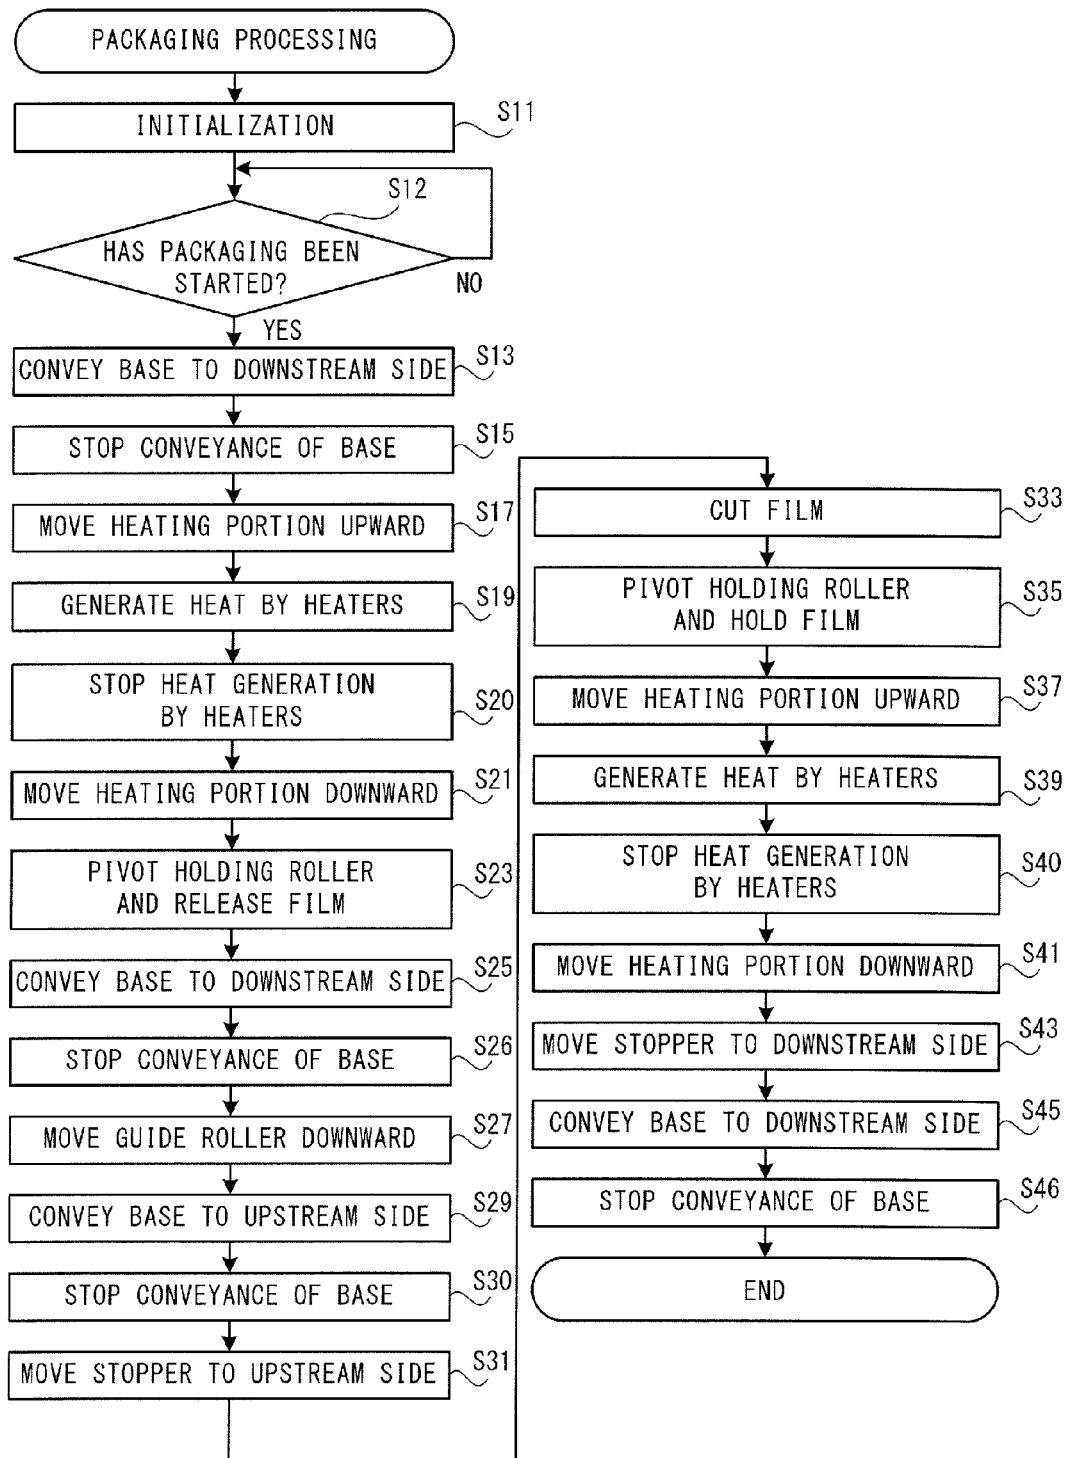 PACKAGING PROCESSING
INITIALIZATION
S11
S12
HAS PACKAGING BEEN
STARTED?
NO
YES
CONVEY BASE TO DOWNSTREAM SIDE
S13
STOP CONVEYANCE OF BASE
S15
MOVE HEATING PORTION UPWARD
S17
GENERATE HEAT BY HEATERS
S19
STOP HEAT GENERATION
BY HEATERS
S20
MOVE HEATING PORTION DOWNWARD
S21
PIVOT HOLDING ROLLER
AND RELEASE FILM
S23
CONVEY BASE TO DOWNSTREAM SIDE
S25
STOP CONVEYANCE OF BASE
S26
MOVE GUIDE ROLLER DOWNWARD
S27
CONVEY BASE TO UPSTREAM SIDE
S29
STOP CONVEYANCE OF BASE
S30
MOVE STOPPER TO UPSTREAM SIDE
S31
CUT FILM
S33
PIVOT HOLDING ROLLER
AND HOLD FILM
S35
MOVE HEATING PORTION UPWARD
S37
GENERATE HEAT BY HEATERS
S39
STOP HEAT GENERATION
BY HEATERS
S40
MOVE HEATING PORTION DOWNWARD
S41
MOVE STOPPER TO DOWNSTREAM SIDE
S43
CONVEY BASE TO DOWNSTREAM SIDE
S45
STOP CONVEYANCE OF BASE
S46
END